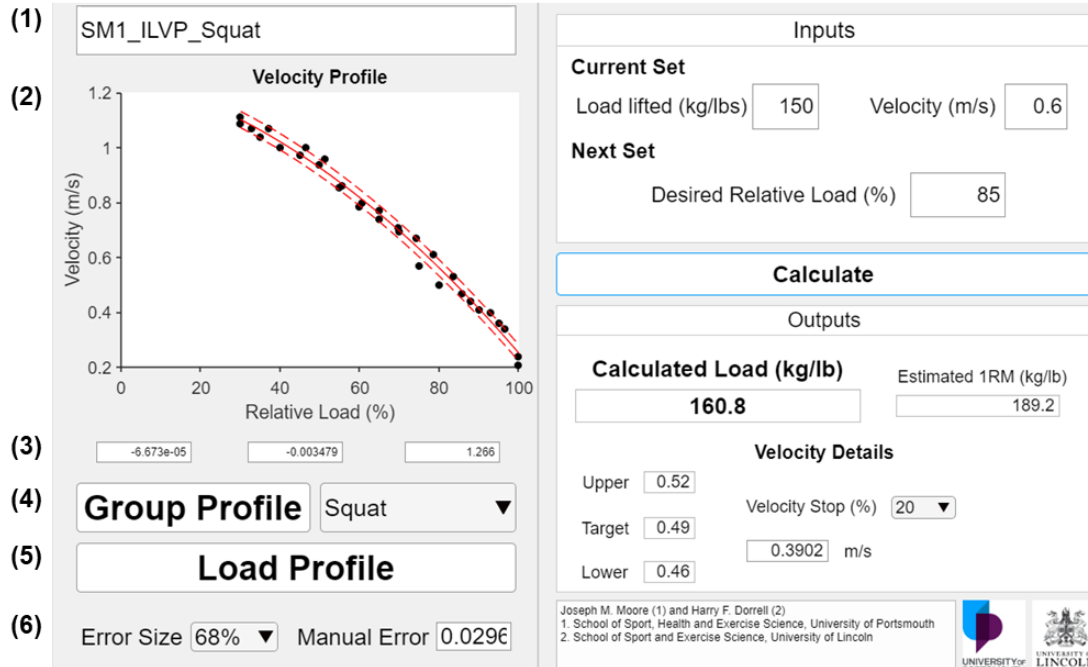 (1)
SM1_ILVP_Squat
(2)
Velocity Profile
1.2
1
0.8
0.6
0.4
0.2
Velocity (m/s)
0 20 40 60 80 100
Relative Load (%)
(3)
-6.673e-05 -0.003479 1.266
(4)
Group Profile Squat
(5)
Load Profile
(6)
Error Size 68% Manual Error 0.0296
Inputs
Current Set
Load lifted (kg/lbs) 150 Velocity (m/s) 0.6
Next Set
Desired Relative Load (%) 85
Calculate
Outputs
Calculated Load (kg/lb) Estimated 1RM (kg/lb)
160.8 189.2
Velocity Details
Upper 0.52
Velocity Stop (%) 20
Target 0.49
0.3902 m/s
Lower 0.46
Joseph M. Moore (1) and Harry F. Dorrell (2)
1. School of Sport, Health and Exercise Science, University of Portsmouth
2. School of Sport and Exercise Science, University of Lincoln
UNIVERSITY OF
UNIVERSITY OF
LINCOLN